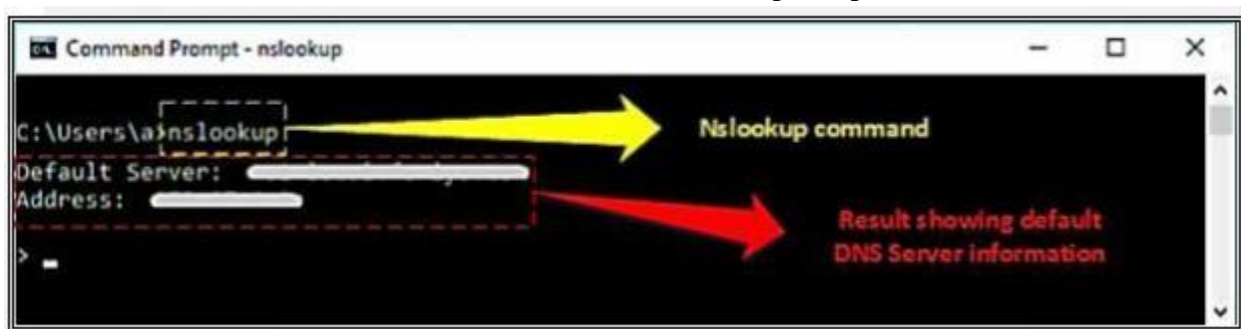 Command Prompt - nslookup
C:\Users\a>nslookup
Nslookup command
Default Server:
Address:
Result showing default
DNS Server information
>